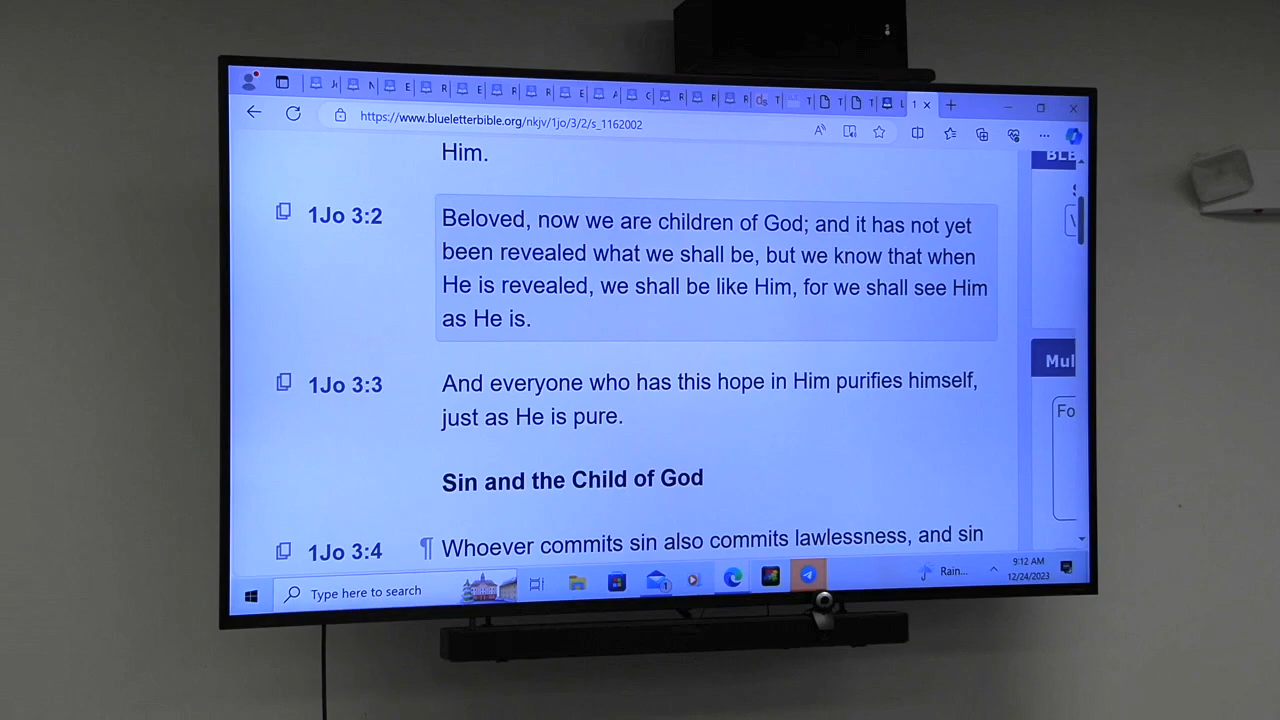 https://www.blueletterbible.org/nkjv/1jo/3/2/s_1162002
Him.
1Jo 3:2
Beloved, now we are children of God; and it has not yet
been revealed what we shall be, but we know that when
He is revealed, we shall be like Him, for we shall see Him
as He is.
1Jo 3:3
And everyone who has this hope in Him purifies himself,
just as He is pure.
Sin and the Child of God
1Jo 3:4
¶ Whoever commits sin also commits lawlessness, and sin
Mul
Fo
Type here to search
Rain...
9:12 AM
12/24/2023